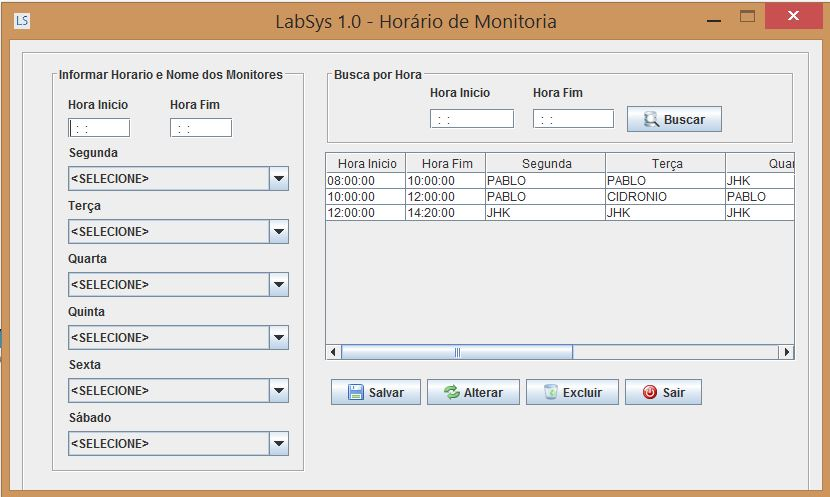 LS LabSys 1.0 - Horário de Monitoria
Informar Horario e Nome dos Monitores
Hora Inicio Hora Fim
: : : :
Segunda
<SELECIONE>
Terça
<SELECIONE>
Quarta
<SELECIONE>
Quinta
<SELECIONE>
Sexta
<SELECIONE>
Sábado
<SELECIONE>
Busca por Hora
Hora Inicio Hora Fim
: : : : Buscar
Hora Inicio Hora Fim Segunda Terça Quar
08:00:00 10:00:00 PABLO PABLO JHK
10:00:00 12:00:00 PABLO CIDRONIO PABLO
12:00:00 14:20:00 JHK JHK JHK
Salvar Alterar Excluir Sair